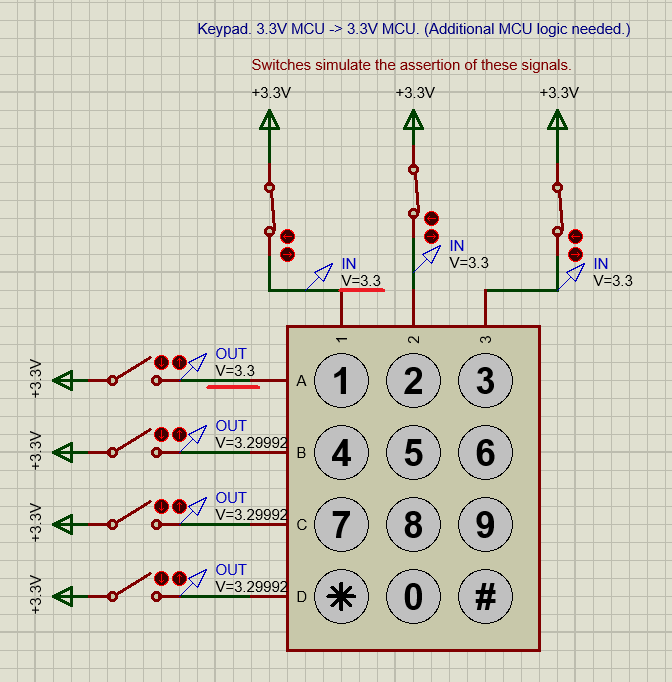 Keypad. 3.3V MCU -> 3.3V MCU. (Additional MCU logic needed.)
Switches simulate the assertion of these signals.
+3.3V +3.3V +3.3V
IN
V=3.3
IN
V=3.3
IN
V=3.3
1 2 3
+3.3V
OUT
V=3.3
A 1 2 3
+3.3V
OUT
V=3.29992
B 4 5 6
+3.3V
OUT
V=3.29992
C 7 8 9
+3.3V
OUT
V=3.29992
D * 0 #